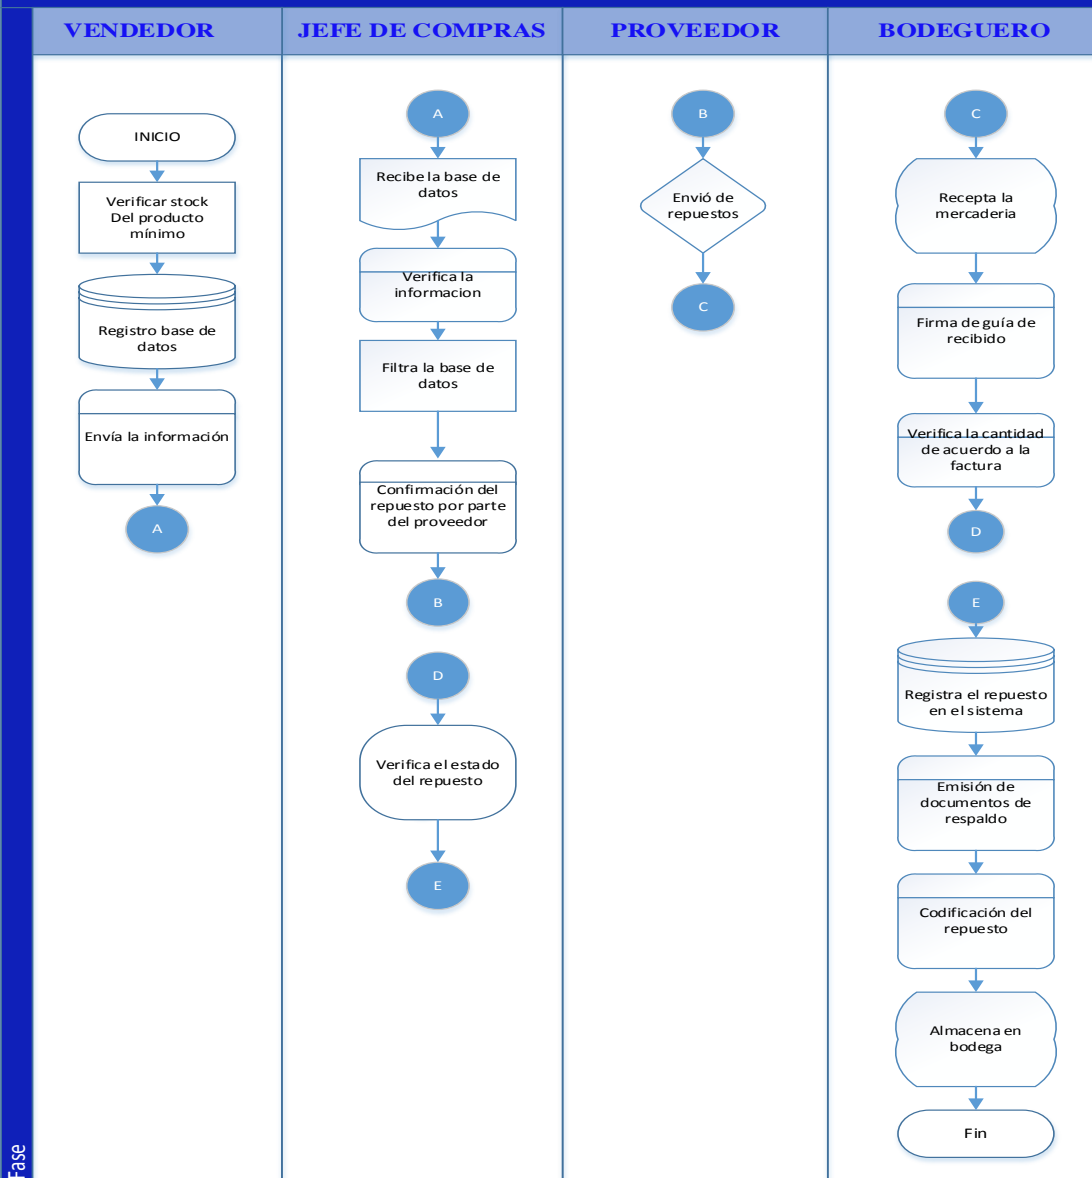 VENDEDOR
JEFE DE COMPRAS
PROVEEDOR
BODEGUERO
INICIO
Verificar stock
Del producto
mínimo
Registro base de
datos
Envía la información
A
A
Recibe la base de
datos
Verifica la
informacion
Filtra la base de
datos
Confirmación del
repuesto por parte
del proveedor
B
D
Verifica el estado
del repuesto
E
B
Envió de
repuestos
C
C
Recepta la
mercaderia
Firma de guía de
recibido
Verifica la cantidad
de acuerdo a la
factura
D
E
Registra el repuesto
en el sistema
Emisión de
documentos de
respaldo
Codificación del
repuesto
Almacena en
bodega
Fin
Fase